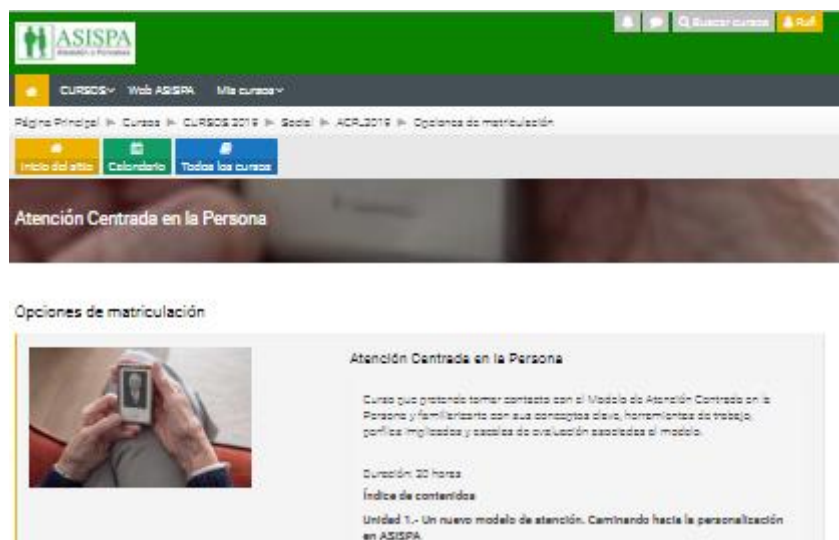 ASISPA
Atención a Personas
Buscar cursos
Rufi
CURSOS Web ASISPA Mis cursos
Página Principal ► Cursos ► CURSOS 2019 ► Social ► ► Opciones de matriculación
Inicio del sitio Calendario Todos los cursos
Atención Centrada en la Persona
Opciones de matriculación
Atención Centrada en la Persona
Curso que pretende tomar contacto con el Modelo de Atención Centrada en la
Persona y familiarizarte con sus conceptos clave, herramientas de trabajo,
perfiles implicados y escalas de evaluación asociadas al modelo.
Duración: 20 horas
Índice de contenidos
Unidad 1.- Un nuevo modelo de atención. Caminando hacia la personalización
en ASISPA